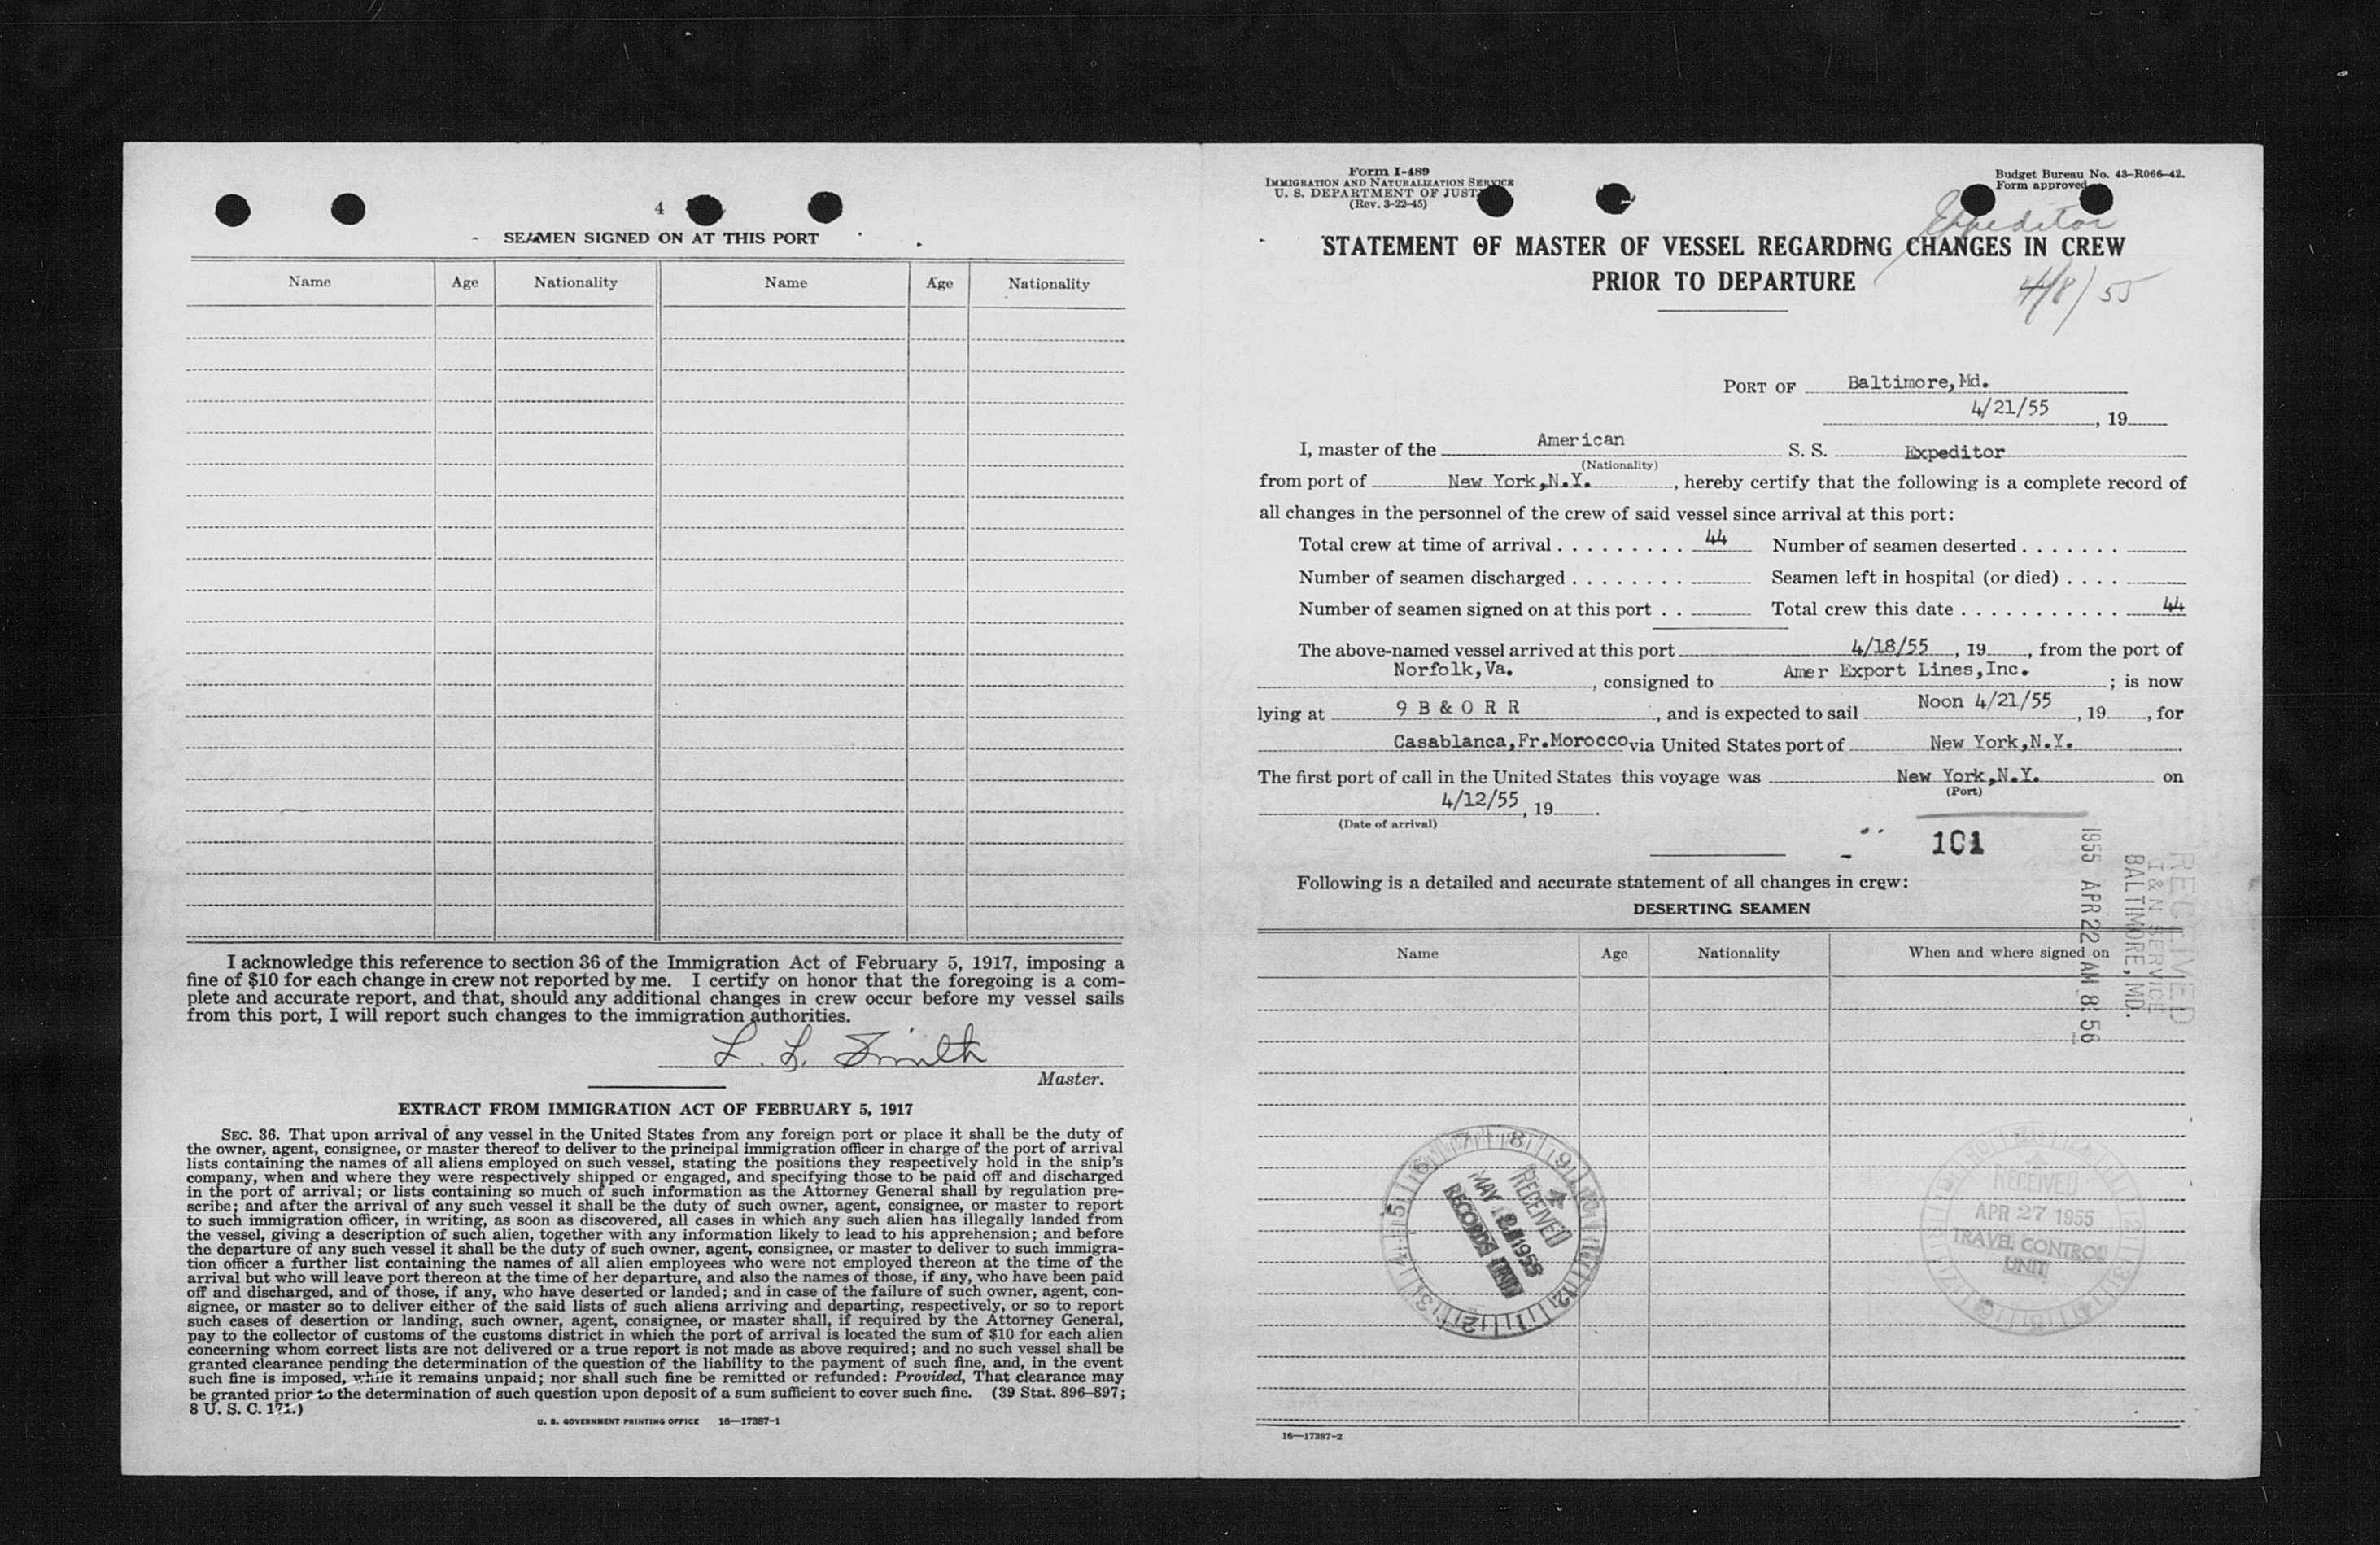 4
SEAMEN SIGNED ON AT THIS PORT
Name Age Nationality Name Age Nationality
I acknowledge this reference to section 36 of the Immigration Act of February 5, 1917, imposing a
fine of $10 for each change in crew not reported by me. I certify on honor that the foregoing is a com-
plete and accurate report, and that, should any additional changes in crew occur before my vessel sails
from this port, I will report such changes to the immigration authorities.
L. L. Smith
Master.
EXTRACT FROM IMMIGRATION ACT OF FEBRUARY 5, 1917
SEC. 36. That upon arrival of any vessel in the United States from any foreign port or place it shall be the duty of
the owner, agent, consignee, or master thereof to deliver to the principal immigration officer in charge of the port of arrival
lists containing the names of all aliens employed on such vessel, stating the positions they respectively hold in the ship's
company, when and where they were respectively shipped or engaged, and specifying those to be paid off and discharged
in the port of arrival; or lists containing so much of such information as the Attorney General shall by regulation pre-
scribe; and after the arrival of any such vessel it shall be the duty of such owner, agent, consignee, or master to report
to such immigration officer, in writing, as soon as discovered, all cases in which any such alien has illegally landed from
the vessel, giving a description of such alien, together with any information likely to lead to his apprehension; and before
the departure of any such vessel it shall be the duty of such owner, agent, consignee, or master to deliver to such immigra-
tion officer a further list containing the names of all alien employees who were not employed thereon at the time of the
arrival but who will leave port thereon at the time of her departure, and also the names of those, if any, who have been paid
off and discharged, and of those, if any, who have deserted or landed; and in case of the failure of such owner, agent, con-
signee, or master so to deliver either of the said lists of such aliens arriving and departing, respectively, or so to report
such cases of desertion or landing, such owner, agent, consignee, or master shall, if required by the Attorney General,
pay to the collector of customs of the customs district in which the port of arrival is located the sum of $10 for each alien
concerning whom correct lists are not delivered or a true report is not made as above required; and no such vessel shall be
granted clearance pending the determination of the question of the liability to the payment of such fine, and, in the event
such fine is imposed, while it remains unpaid; nor shall such fine be remitted or refunded: Provided, That clearance may
be granted prior to the determination of such question upon deposit of a sum sufficient to cover such fine. (39 Stat. 896–897;
8 U. S. C. 171.)
U. S. GOVERNMENT PRINTING OFFICE 16—17387-1
Form I-489
IMMIGRATION AND NATURALIZATION SERVICE
U. S. DEPARTMENT OF JUST
(Rev. 3-22-45)
Budget Bureau No. 43-R066-42.
Form approved
Expeditor
STATEMENT OF MASTER OF VESSEL REGARDING CHANGES IN CREW
PRIOR TO DEPARTURE
4/8/55
PORT OF Baltimore,Md.
4/21/55, 19
I, master of the American S. S. Expeditor
(Nationality)
from port of New York,N.Y., hereby certify that the following is a complete record of
all changes in the personnel of the crew of said vessel since arrival at this port:
Total crew at time of arrival . . . . . . . . . 44 Number of seamen deserted . . . . . . .
Number of seamen discharged . . . . . . . . Seamen left in hospital (or died) . . . .
Number of seamen signed on at this port . . Total crew this date . . . . . . . . . . . 44
The above-named vessel arrived at this port 4/18/55, 19, from the port of
Norfolk,Va., consigned to Amer Export Lines,Inc.; is now
lying at 9 B & O R R, and is expected to sail Noon 4/21/55, 19, for
Casablanca,Fr.Morocco via United States port of New York,N.Y.
The first port of call in the United States this voyage was New York,N.Y. on
(Port)
4/12/55, 19.
(Date of arrival)
101
RECEIVED
I & N SERVICE
BALTIMORE, MD.
1955 APR 22 AM 8:56
Following is a detailed and accurate statement of all changes in crew:
DESERTING SEAMEN
Name Age Nationality When and where signed on
RECEIVED
MAY 1955
RECORDS UNIT
RECEIVED
APR 27 1955
TRAVEL CONTROL
UNIT
16—17387-2